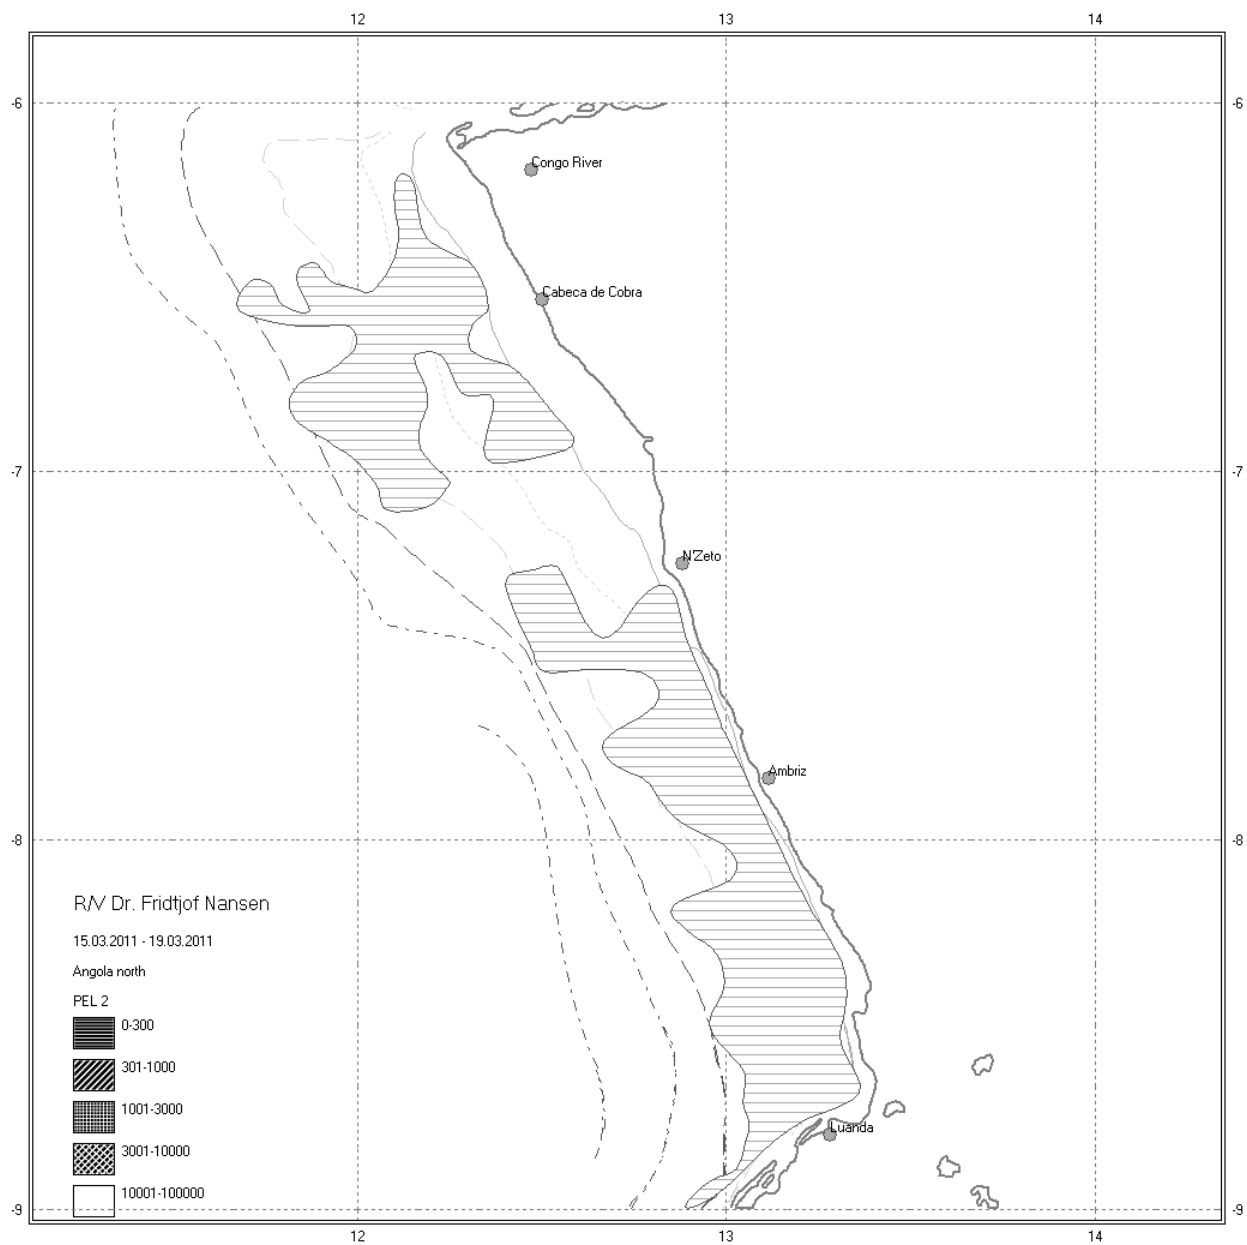 12 13 14
-6 -6
Congo River
Cabeca de Cobra
-7 -7
N'Zeto
Ambriz
-8 -8
R/V Dr. Fridtjof Nansen
15.03.2011 - 19.03.2011
Angola north
PEL 2
0-300
301-1000
1001-3000
3001-10000
10001-100000
Luanda
-9 -9
12 13 14